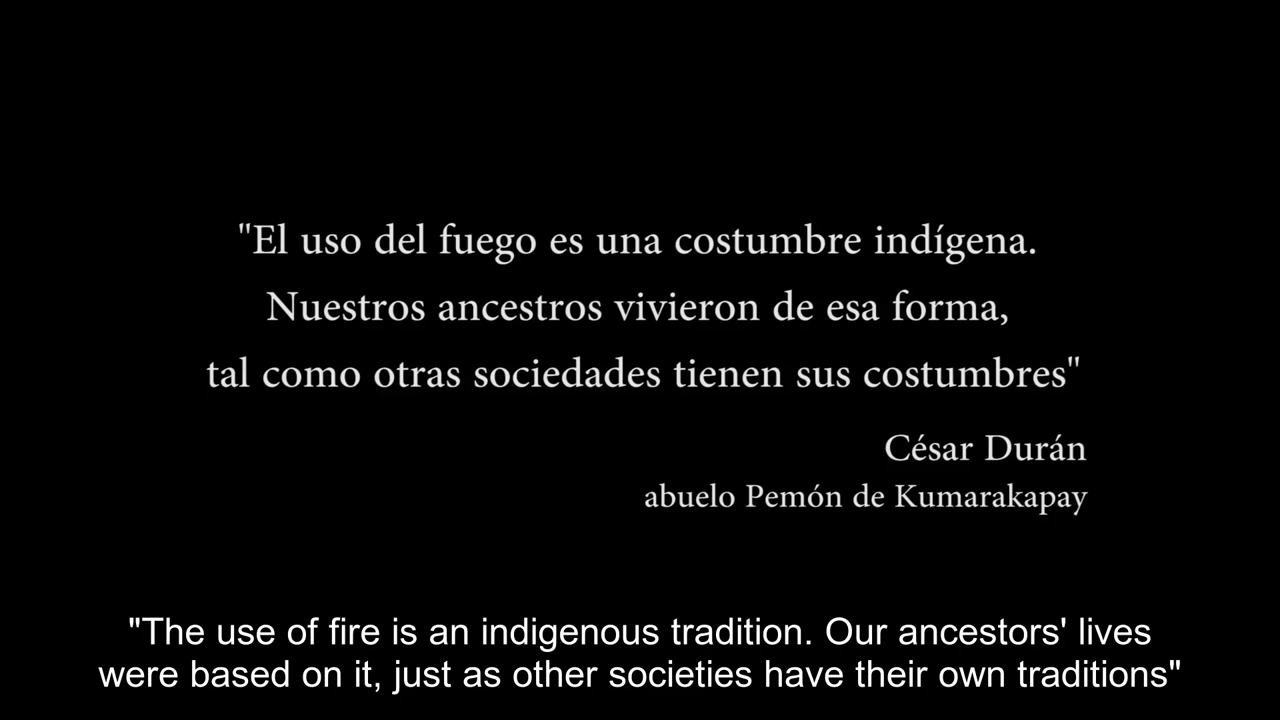 "El uso del fuego es una costumbre indígena.
Nuestros ancestros vivieron de esa forma,
tal como otras sociedades tienen sus costumbres"
César Durán
abuelo Pemón de Kumarakapay
"The use of fire is an indigenous tradition. Our ancestors' lives
were based on it, just as other societies have their own traditions"